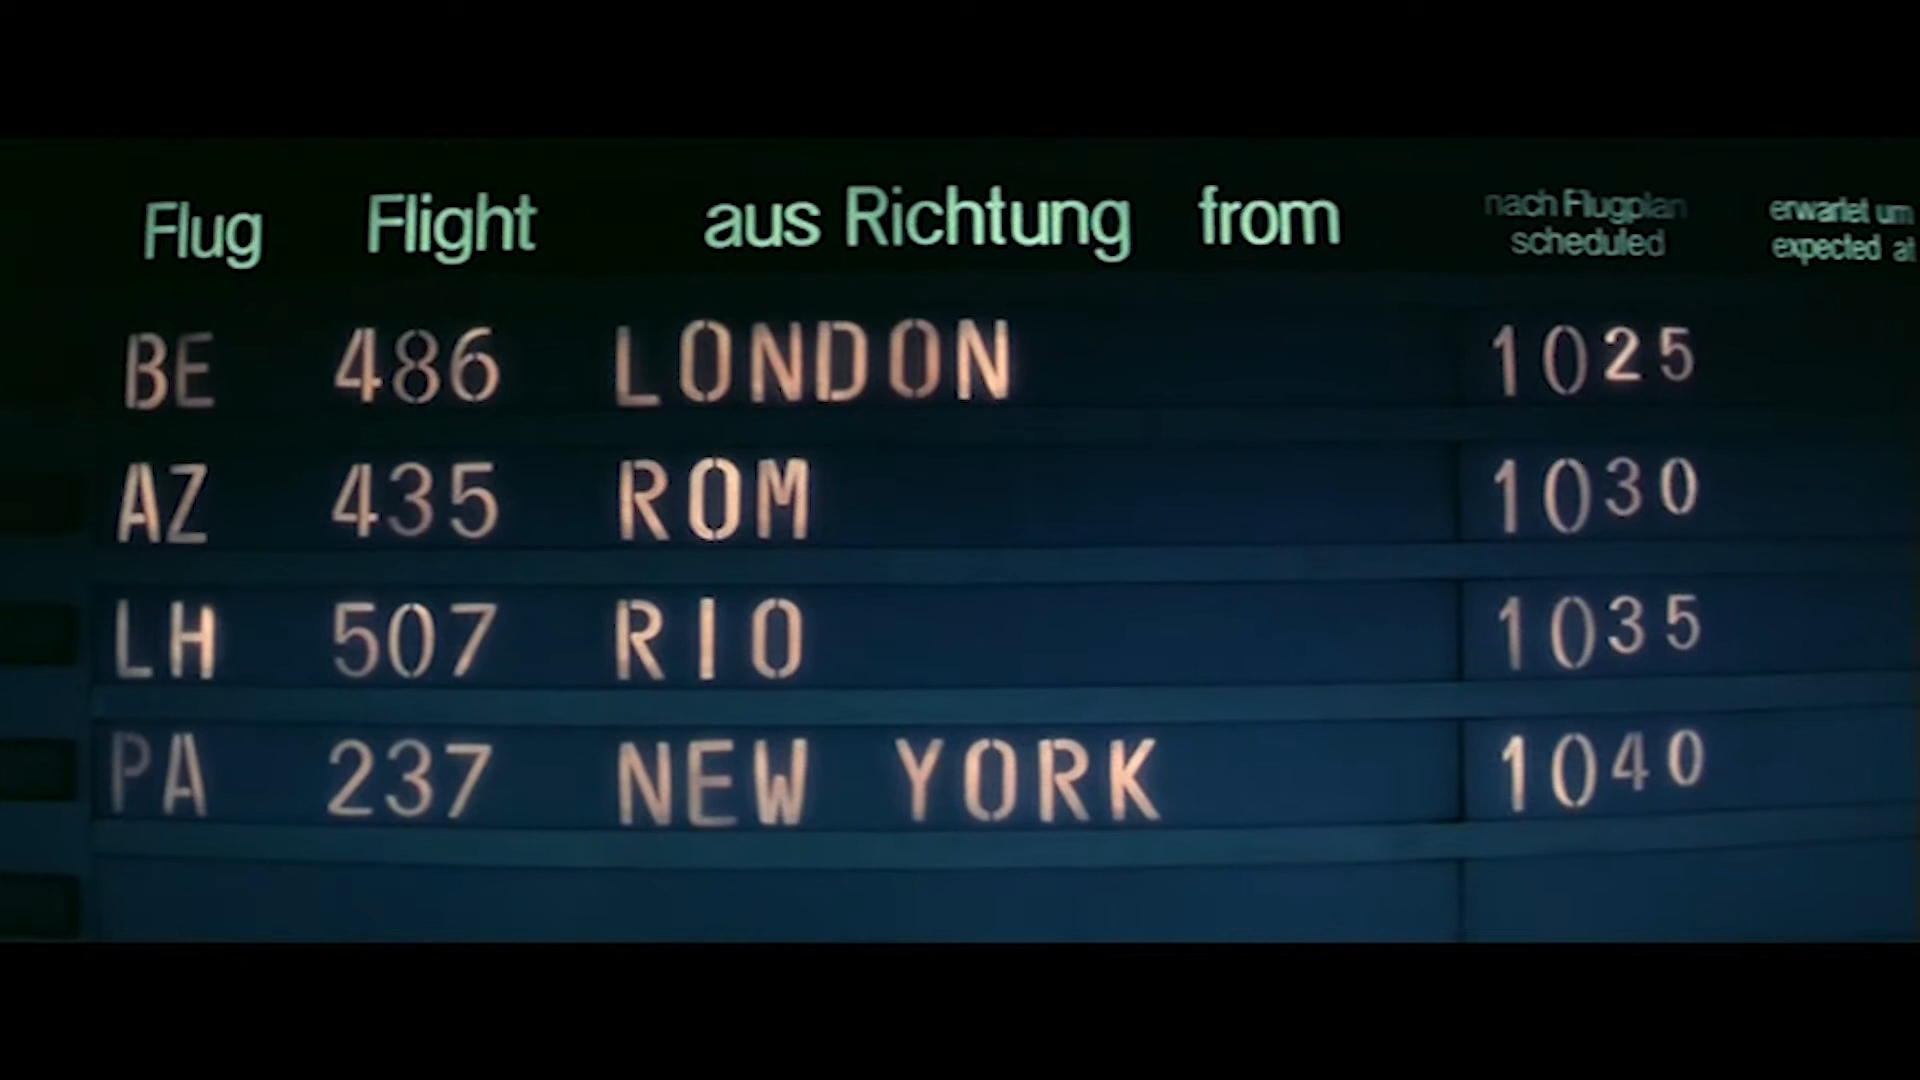 Flug Flight aus Richtung from nach Flugplan scheduled erwartet um expected at
BE 486 LONDON 1025
AZ 435 ROM 1030
LH 507 RIO 1035
PA 237 NEW YORK 1040